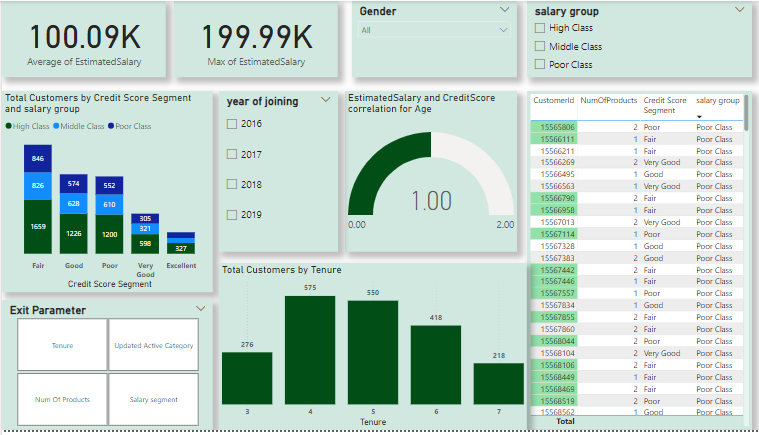 100.09K
Average of EstimatedSalary
199.99K
Max of EstimatedSalary
Gender
All
salary group
High Class
Middle Class
Poor Class
Total Customers by Credit Score Segment
and salary group
High Class Middle Class Poor Class
846
826
1659
574
628
1226
552
610
1200
305
321
598
327
Fair Good Poor Very Good Excellent
Credit Score Segment
year of joining
2016
2017
2018
2019
EstimatedSalary and CreditScore
correlation for Age
1.00
0.00 2.00
CustomerId NumOfProducts Credit Score Segment salary group
15565806 2 Poor Poor Class
15566111 1 Fair Poor Class
15566211 1 Fair Poor Class
15566269 2 Very Good Poor Class
15566495 1 Good Poor Class
15566563 1 Very Good Poor Class
15566790 2 Fair Poor Class
15566958 1 Fair Poor Class
15567013 2 Very Good Poor Class
15567114 1 Poor Poor Class
15567328 1 Good Poor Class
15567383 2 Good Poor Class
15567442 2 Fair Poor Class
15567446 1 Fair Poor Class
15567557 1 Poor Poor Class
15567834 1 Good Poor Class
15567855 2 Fair Poor Class
15567860 2 Fair Poor Class
15568044 2 Poor Poor Class
15568104 2 Very Good Poor Class
15568106 2 Fair Poor Class
15568449 1 Fair Poor Class
15568469 2 Fair Poor Class
15568519 2 Poor Poor Class
15568562 1 Good Poor Class
Total
Exit Parameter
Tenure
Updated Active Category
Num Of Products
Salary segment
Total Customers by Tenure
276
575
550
418
218
3 4 5 6 7
Tenure